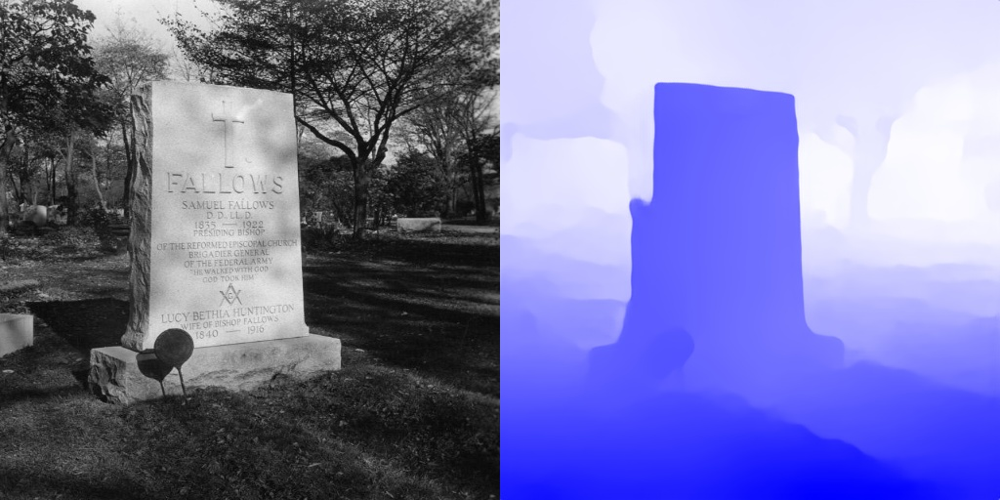 FALLOWS
SAMUEL FALLOWS
D.D. LL.D.
1835 — 1922
PRESIDING BISHOP
OF THE REFORMED EPISCOPAL CHURCH
BRIGADIER GENERAL
OF THE FEDERAL ARMY
"HE WALKED WITH GOD
GOD TOOK HIM
G
LUCY BETHIA HUNTINGTON
WIFE OF BISHOP FALLOWS
1840 — 1916